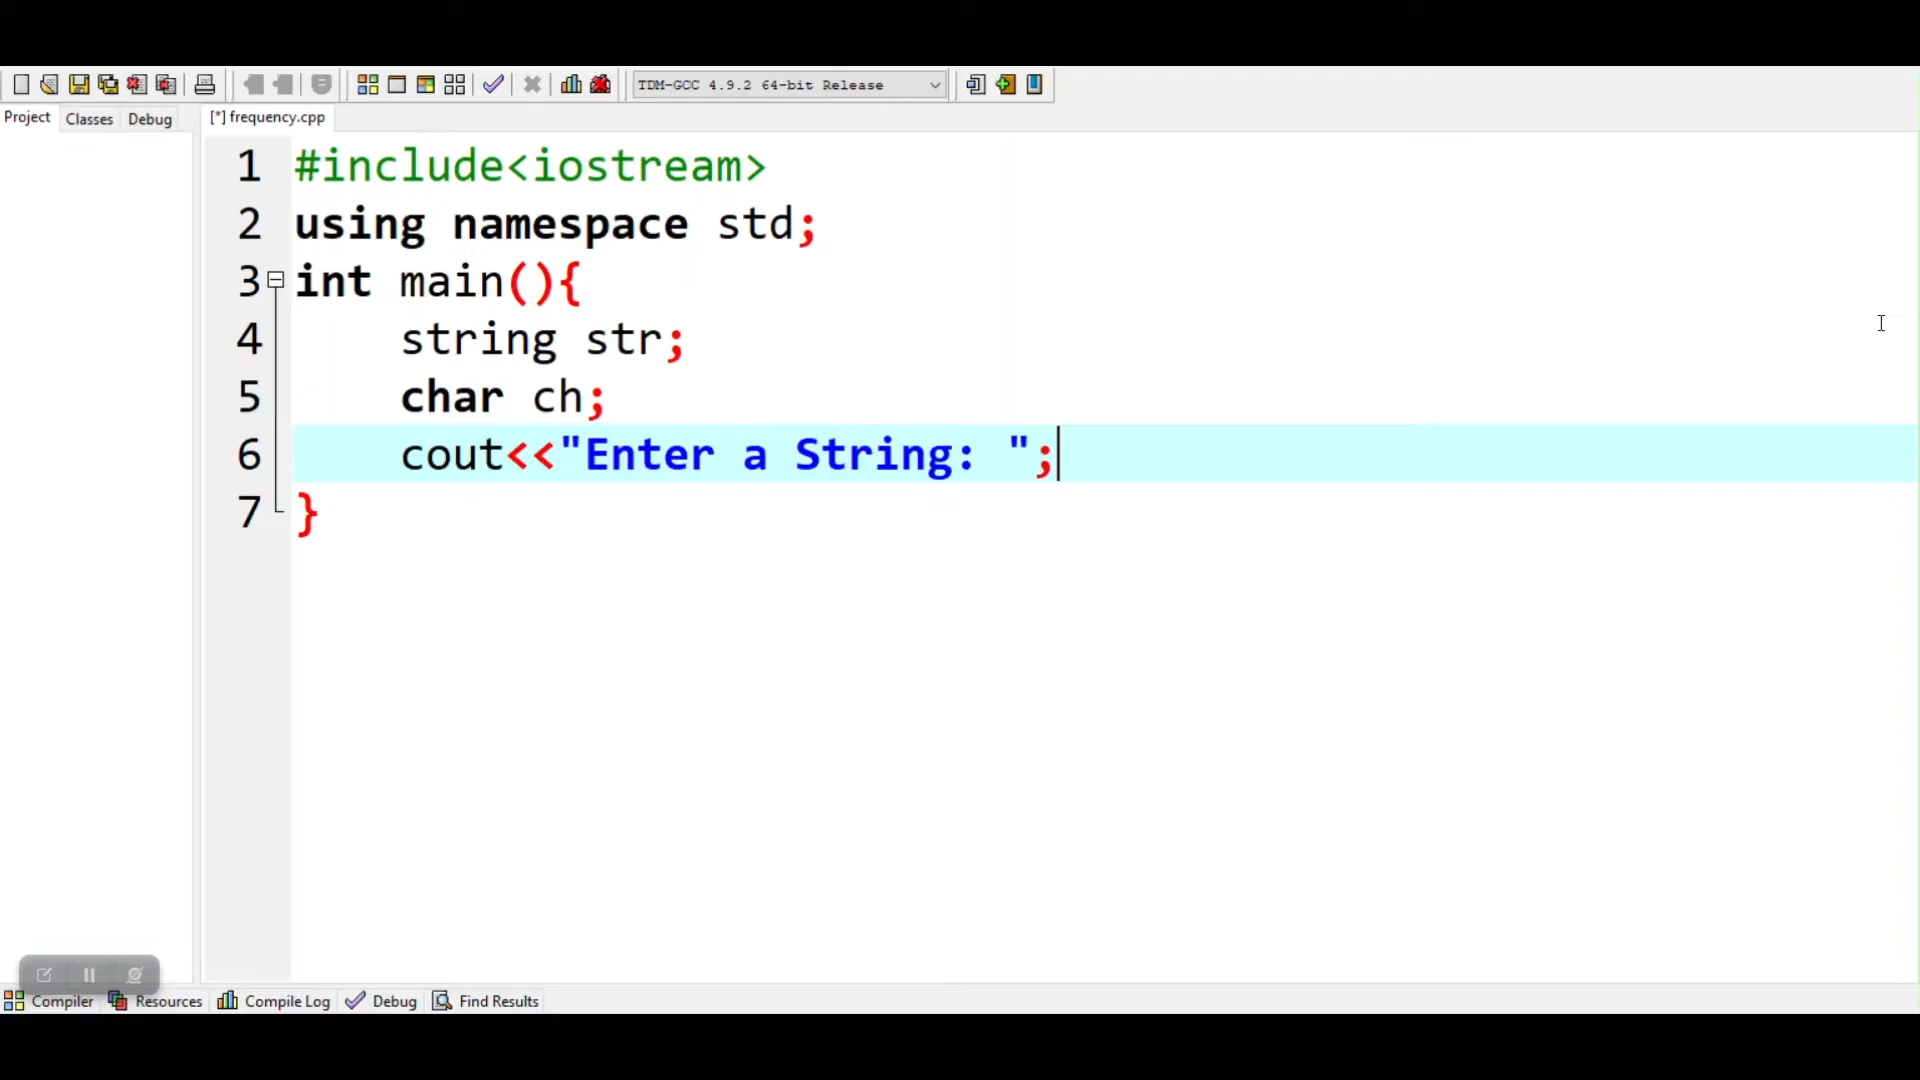 TDM-GCC 4.9.2 64-bit Release
Project Classes Debug [*] frequency.cpp
1 #include<iostream>
2 using namespace std;
3 int main(){
4 string str;
5 char ch;
6 cout<<"Enter a String: ";
7 }
Compiler Resources Compile Log Debug Find Results